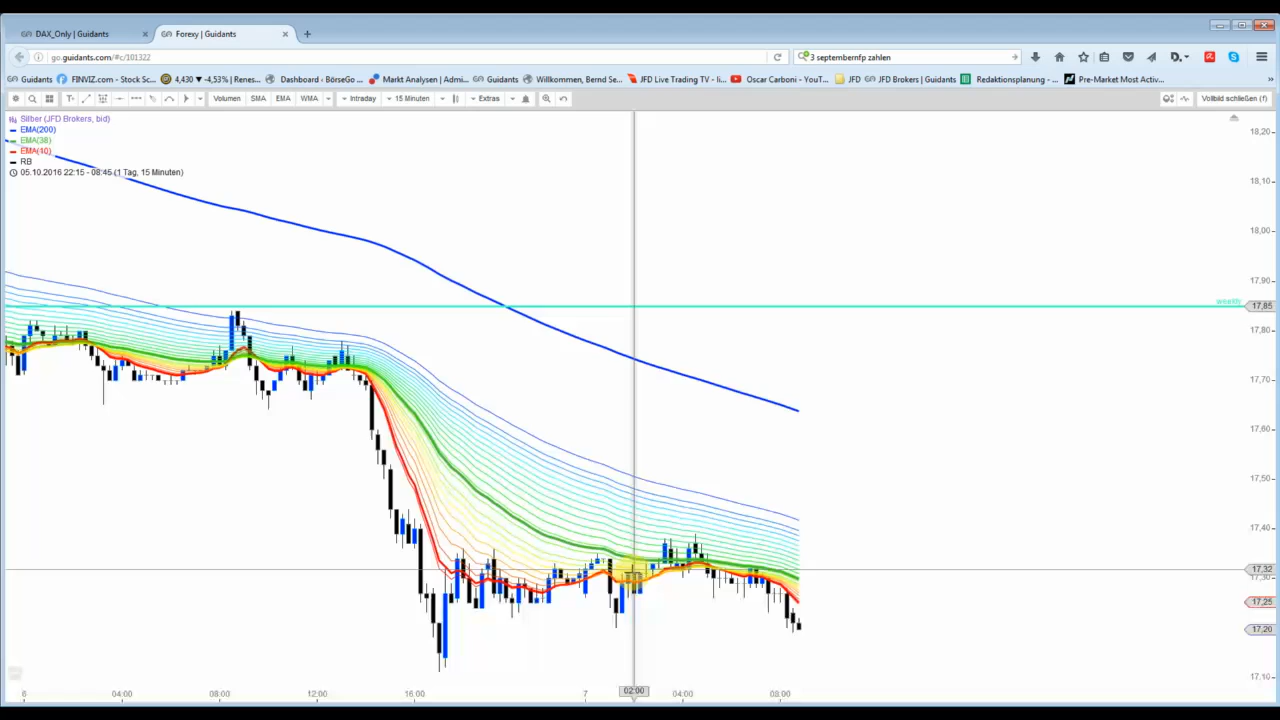 DAX_Only | Guidants
Forexy | Guidants
go.guidants.com/#c/101322
3 septembernfp zahlen
Guidants FINVIZ.com - Stock Sc... 4,430 ▼ -4,53% | Renes... Dashboard ‹ BörseGo ... Markt Analysen | Admi... Guidants Willkommen, Bernd Se... JFD Live Trading TV - li... Oscar Carboni - YouT... JFD JFD Brokers | Guidants Redaktionsplanung - ... Pre-Market Most Activ...
Volumen SMA EMA WMA Intraday 15 Minuten Extras Vollbild schließen (f)
Silber (JFD Brokers, bid)
EMA(200)
EMA(38)
EMA(10)
RB
05.10.2016 22:15 - 08:45 (1 Tag, 15 Minuten)
18,20
18,10
18,00
17,90
weekly
17,85
17,80
17,70
17,60
17,50
17,40
17,32
17,30
17,25
17,20
17,10
6 04:00 08:00 12:00 16:00 7 02:00 04:00 08:00